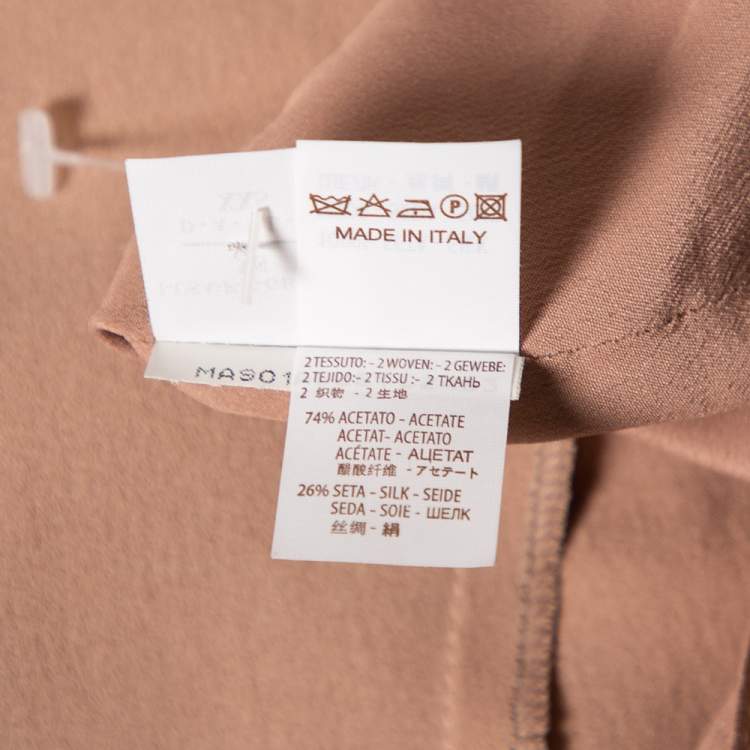 MADE IN ITALY
MAS01
2 TESSUTO:- 2 WOVEN:- 2 GEWEBE:
2 TEJIDO:- 2 TISSU :- 2 ТКАНЬ
2 织物 - 2 生地
74% ACETATO - ACETATE
ACETAT- ACETATO
ACÉTATE - АЦЕТАТ
醋酸纤维 - アセテート
26% SETA - SILK - SEIDE
SEDA - SOIE - ШЕЛК
丝绸 - 絹